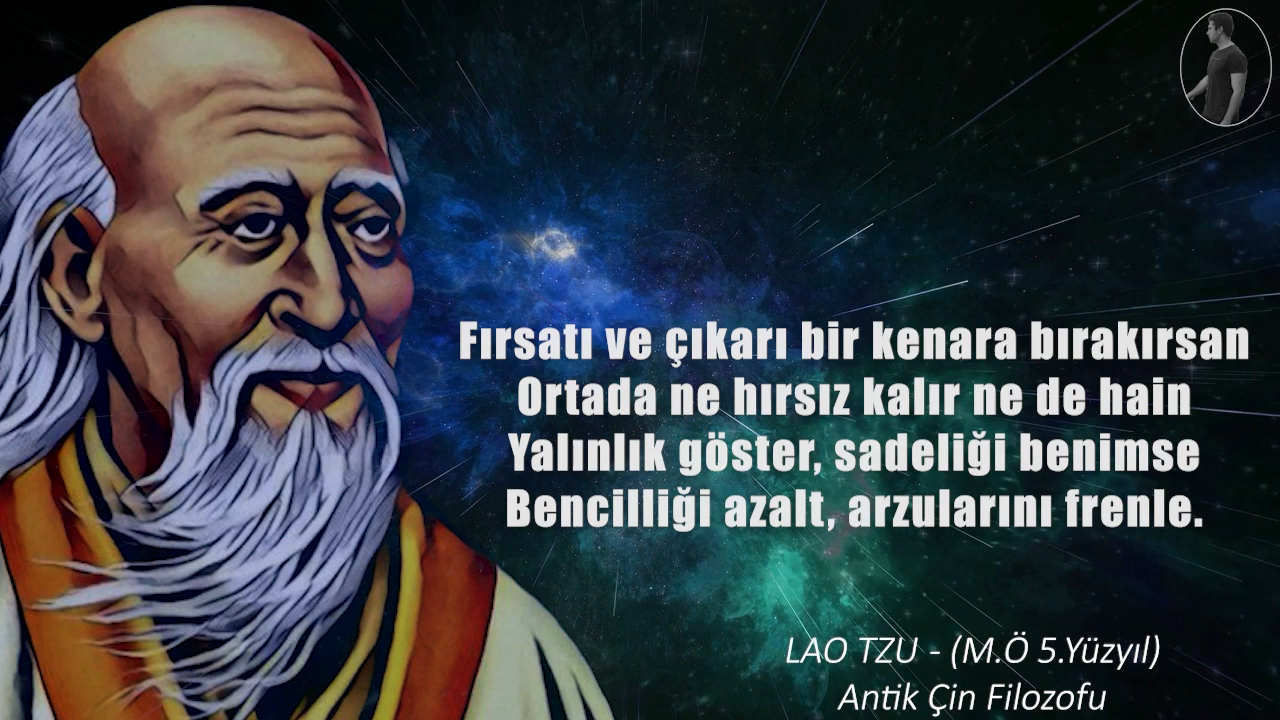 Fırsatı ve çıkarı bir kenara bırakırsan
Ortada ne hırsız kalır ne de hain
Yalınlık göster, sadeliği benimse
Bencilliği azalt, arzularını frenle.
LAO TZU - (M.Ö 5.Yüzyıl)
Antik Çin Filozofu